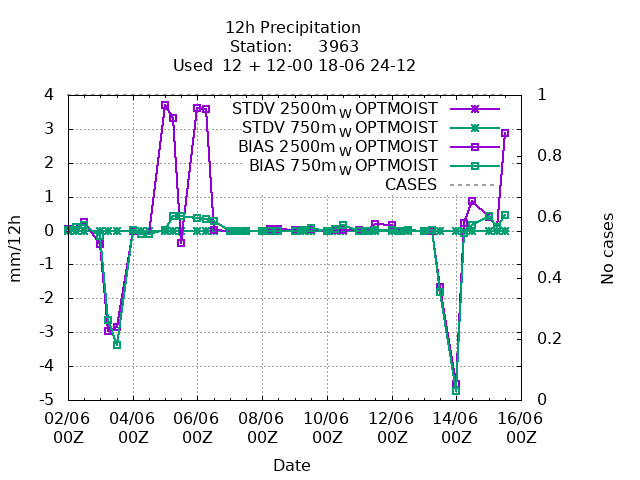 12h Precipitation
Station: 3963
Used 12 + 12-00 18-06 24-12
STDV 2500m W OPTMOIST
STDV 750m W OPTMOIST
BIAS 2500m W OPTMOIST
BIAS 750m W OPTMOIST
CASES
4
3
2
1
0
-1
-2
-3
-4
-5
mm/12h
1
0.8
0.6
0.4
0.2
0
No cases
02/06 04/06 06/06 08/06 10/06 12/06 14/06 16/06
00Z 00Z 00Z 00Z 00Z 00Z 00Z 00Z
Date